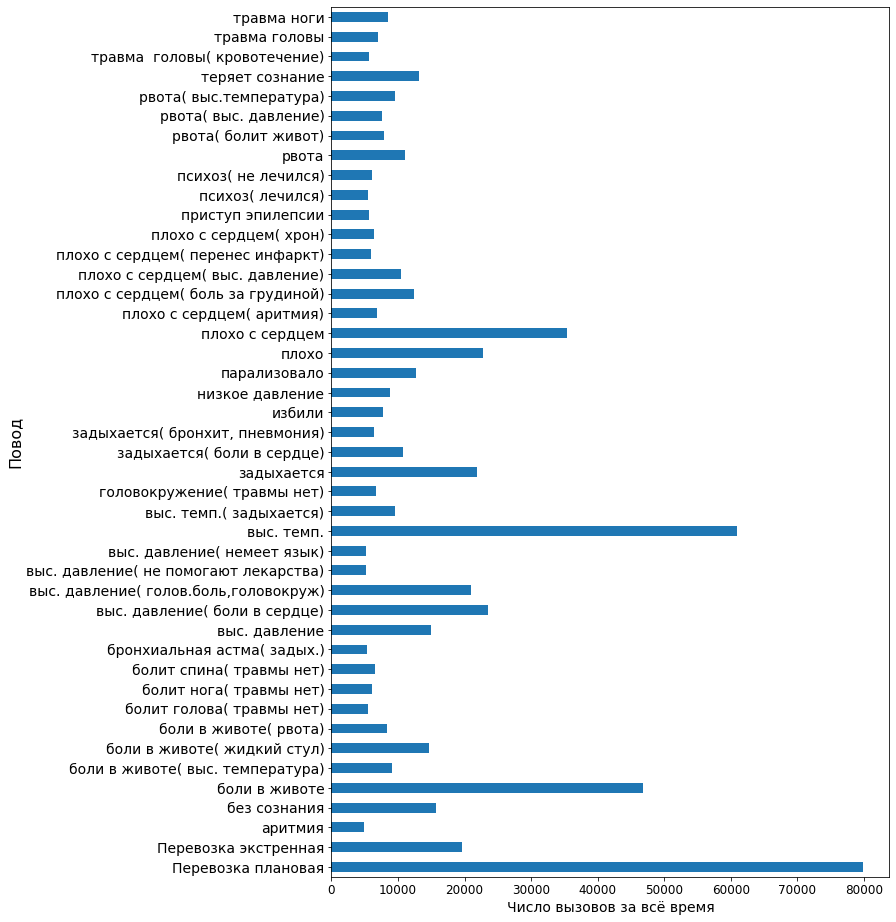 травма ноги
травма головы
травма  головы( кровотечение)
теряет сознание
рвота( выс.температура)
рвота( выс. давление)
рвота( болит живот)
рвота
психоз( не лечился)
психоз( лечился)
приступ эпилепсии
плохо с сердцем( хрон)
плохо с сердцем( перенес инфаркт)
плохо с сердцем( выс. давление)
плохо с сердцем( боль за грудиной)
плохо с сердцем( аритмия)
плохо с сердцем
плохо
парализовало
низкое давление
избили
задыхается( бронхит, пневмония)
задыхается( боли в сердце)
задыхается
головокружение( травмы нет)
выс. темп.( задыхается)
выс. темп.
выс. давление( немеет язык)
выс. давление( не помогают лекарства)
выс. давление( голов.боль,головокруж)
выс. давление( боли в сердце)
выс. давление
бронхиальная астма( задых.)
болит спина( травмы нет)
болит нога( травмы нет)
болит голова( травмы нет)
боли в животе( рвота)
боли в животе( жидкий стул)
боли в животе( выс. температура)
боли в животе
без сознания
аритмия
Перевозка экстренная
Перевозка плановая
Повод
0 10000 20000 30000 40000 50000 60000 70000 80000
Число вызовов за всё время